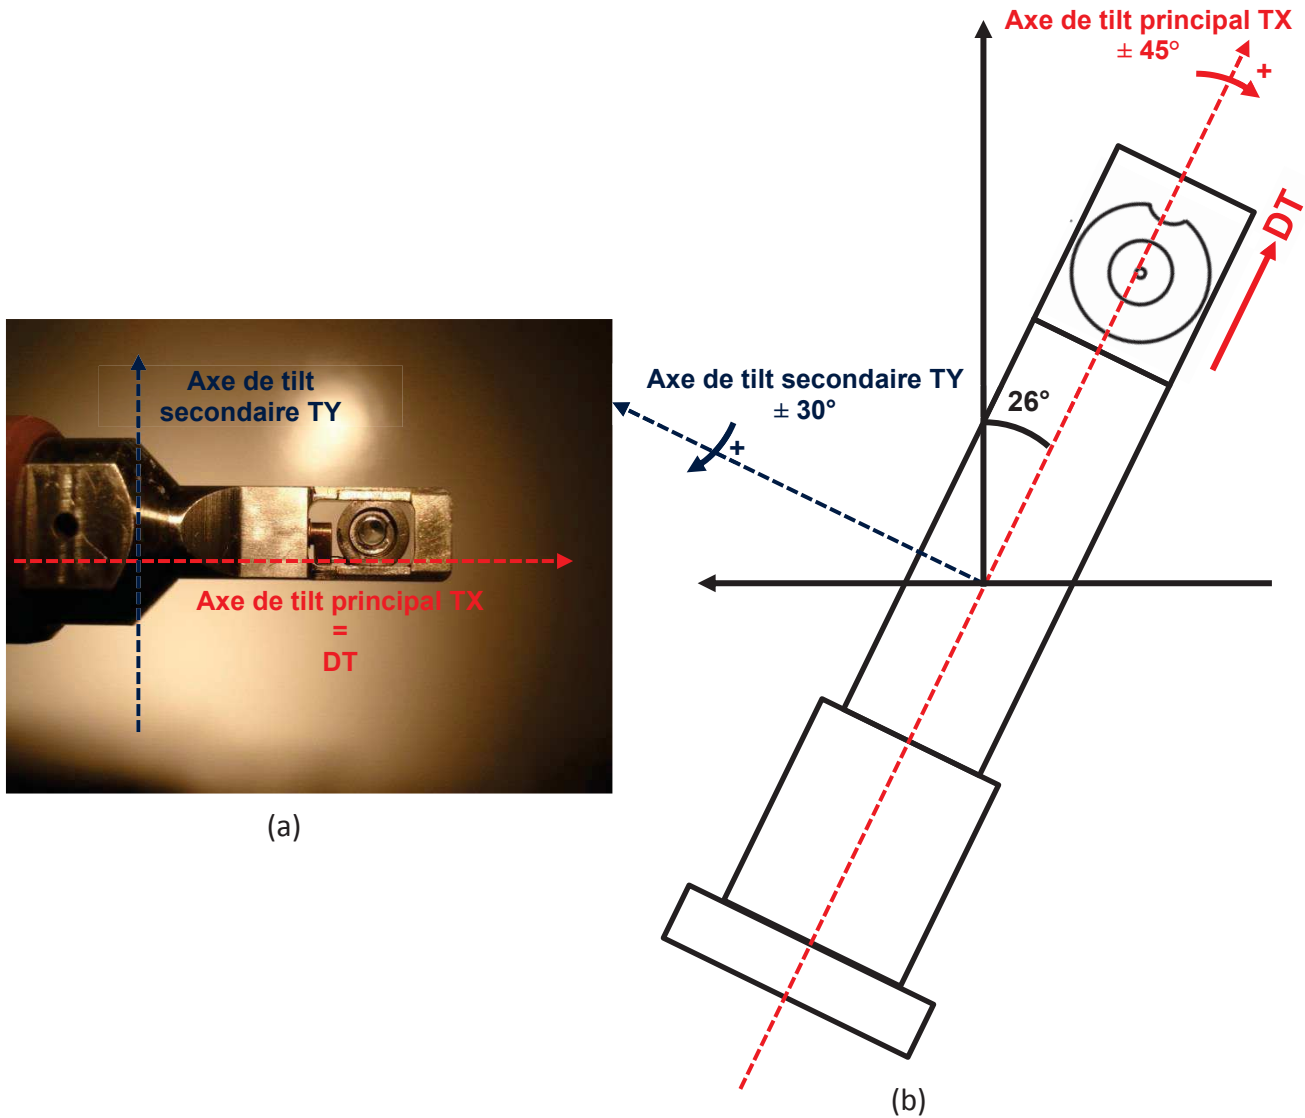 Axe de tilt principal TX
± 45°
+
DT
Axe de tilt secondaire TY
± 30°
+
26°
Axe de tilt
secondaire TY
Axe de tilt principal TX
=
DT
(a)
(b)